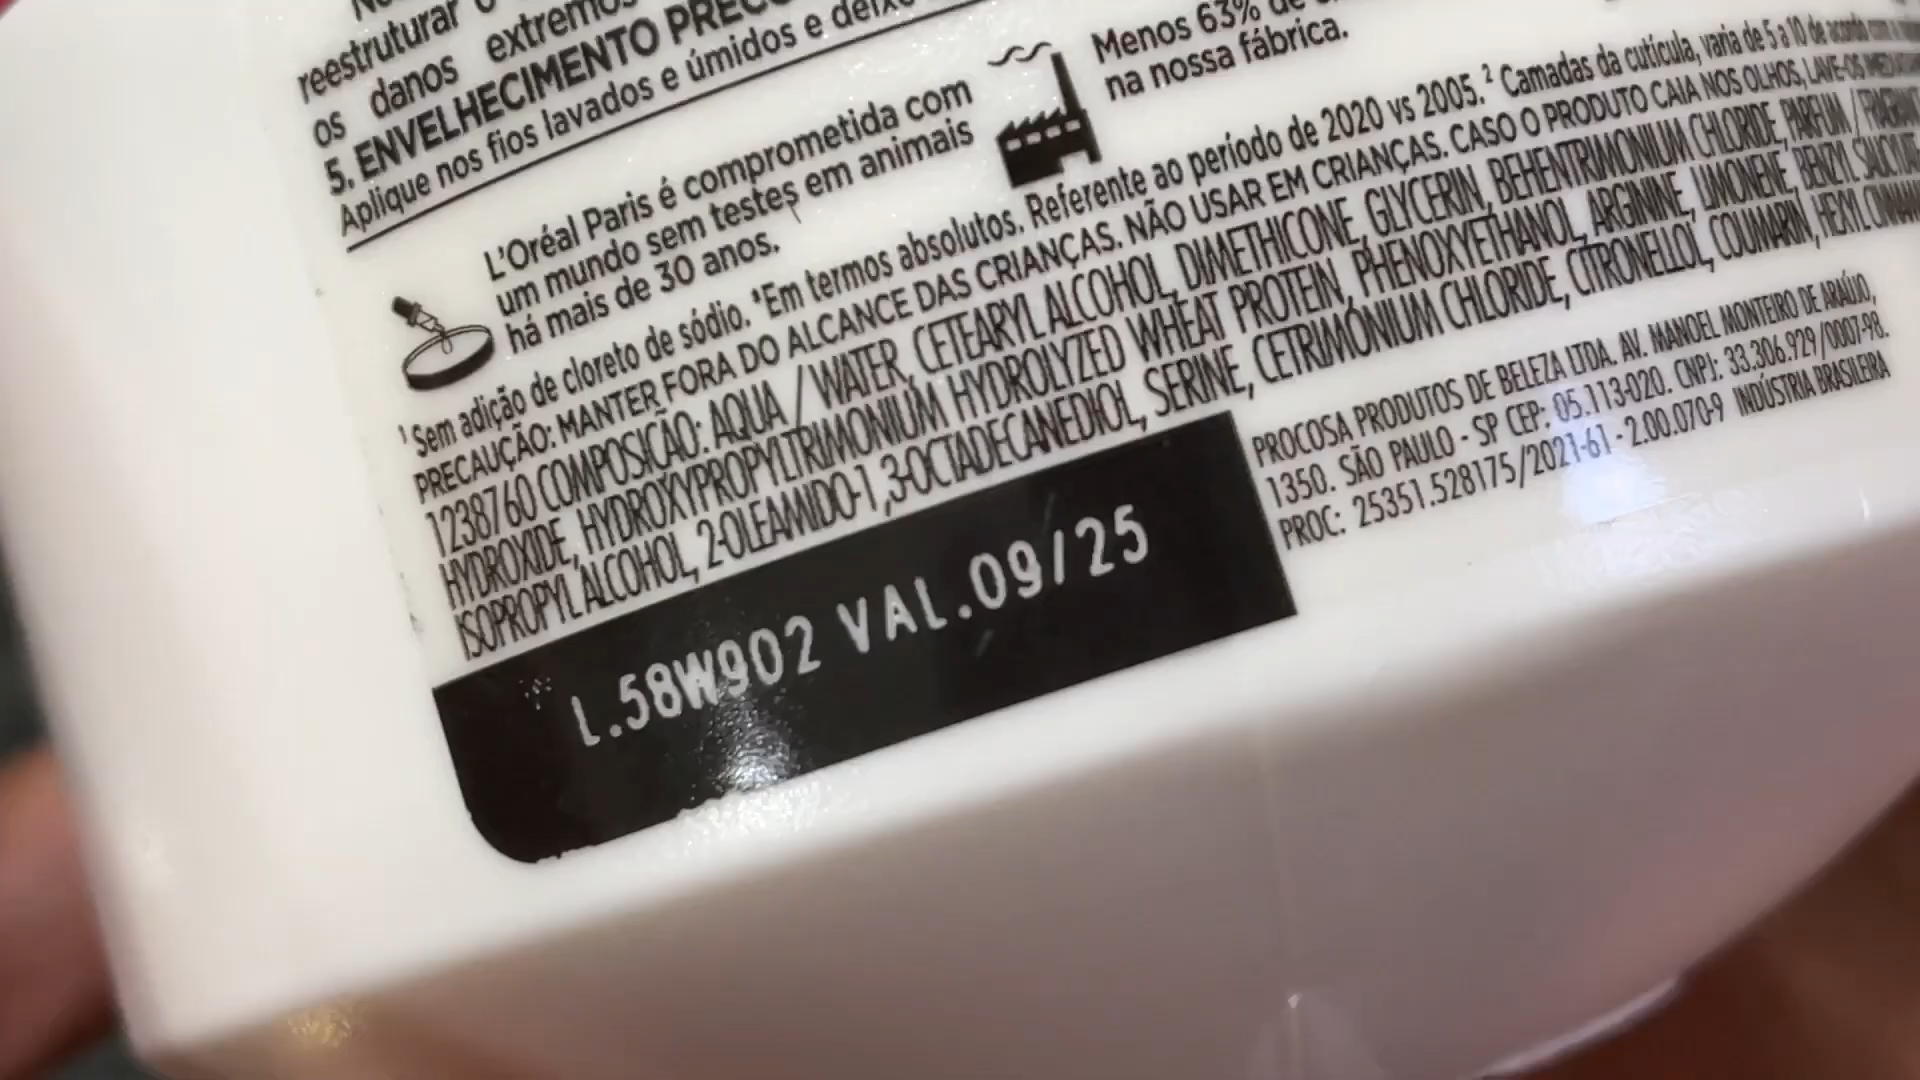 reestruturar o
os danos extremos
5. ENVELHECIMENTO
Aplique nos fios lavados e úmidos e
L'Oréal Paris é comprometida com
um mundo sem testes em animais
há mais de 30 anos.
Menos 63% de
na nossa fábrica.
¹Sem adição de cloreto de sódio. *Em termos absolutos. Referente ao período de 2020 vs 2005. ² Camadas da cutícula, varia de 5 a 10 de acordo com
PRECAUÇÃO: MANTER FORA DO ALCANCE DAS CRIANÇAS. NÃO USAR EM CRIANÇAS. CASO O PRODUTO CAIA NOS OLHOS, LAVE-OS
1238760 COMPOSIÇÃO: AQUA / WATER, CETEARYL ALCOHOL, DIMETHICONE, GLYCERIN, BEHENTRIMONIUM CHLORIDE, PARFUM /
HYDROXIDE, HYDROXYPROPYLTRIMONIUM HYDROLYZED WHEAT PROTEIN, PHENOXYETHANOL, ARGININE, LIMONENE, BENZYL
ISOPROPYL ALCOHOL, 2-OLEAMIDO-1,3-OCTADECANEDIOL, SERINE, CETRIMONIUM CHLORIDE, CITRONELLOL, COUMARIN, HEXYL
PROCOSA PRODUTOS DE BELEZA LTDA. AV. MANOEL MONTEIRO DE ARAÚJO,
1350. SÃO PAULO - SP CEP: 05.113-020. CNPJ: 33.306.929/0007-98.
PROC: 25351.528175/2021-61 - 2.00.070-9 INDÚSTRIA BRASILEIRA
L.58W902 VAL.09/25